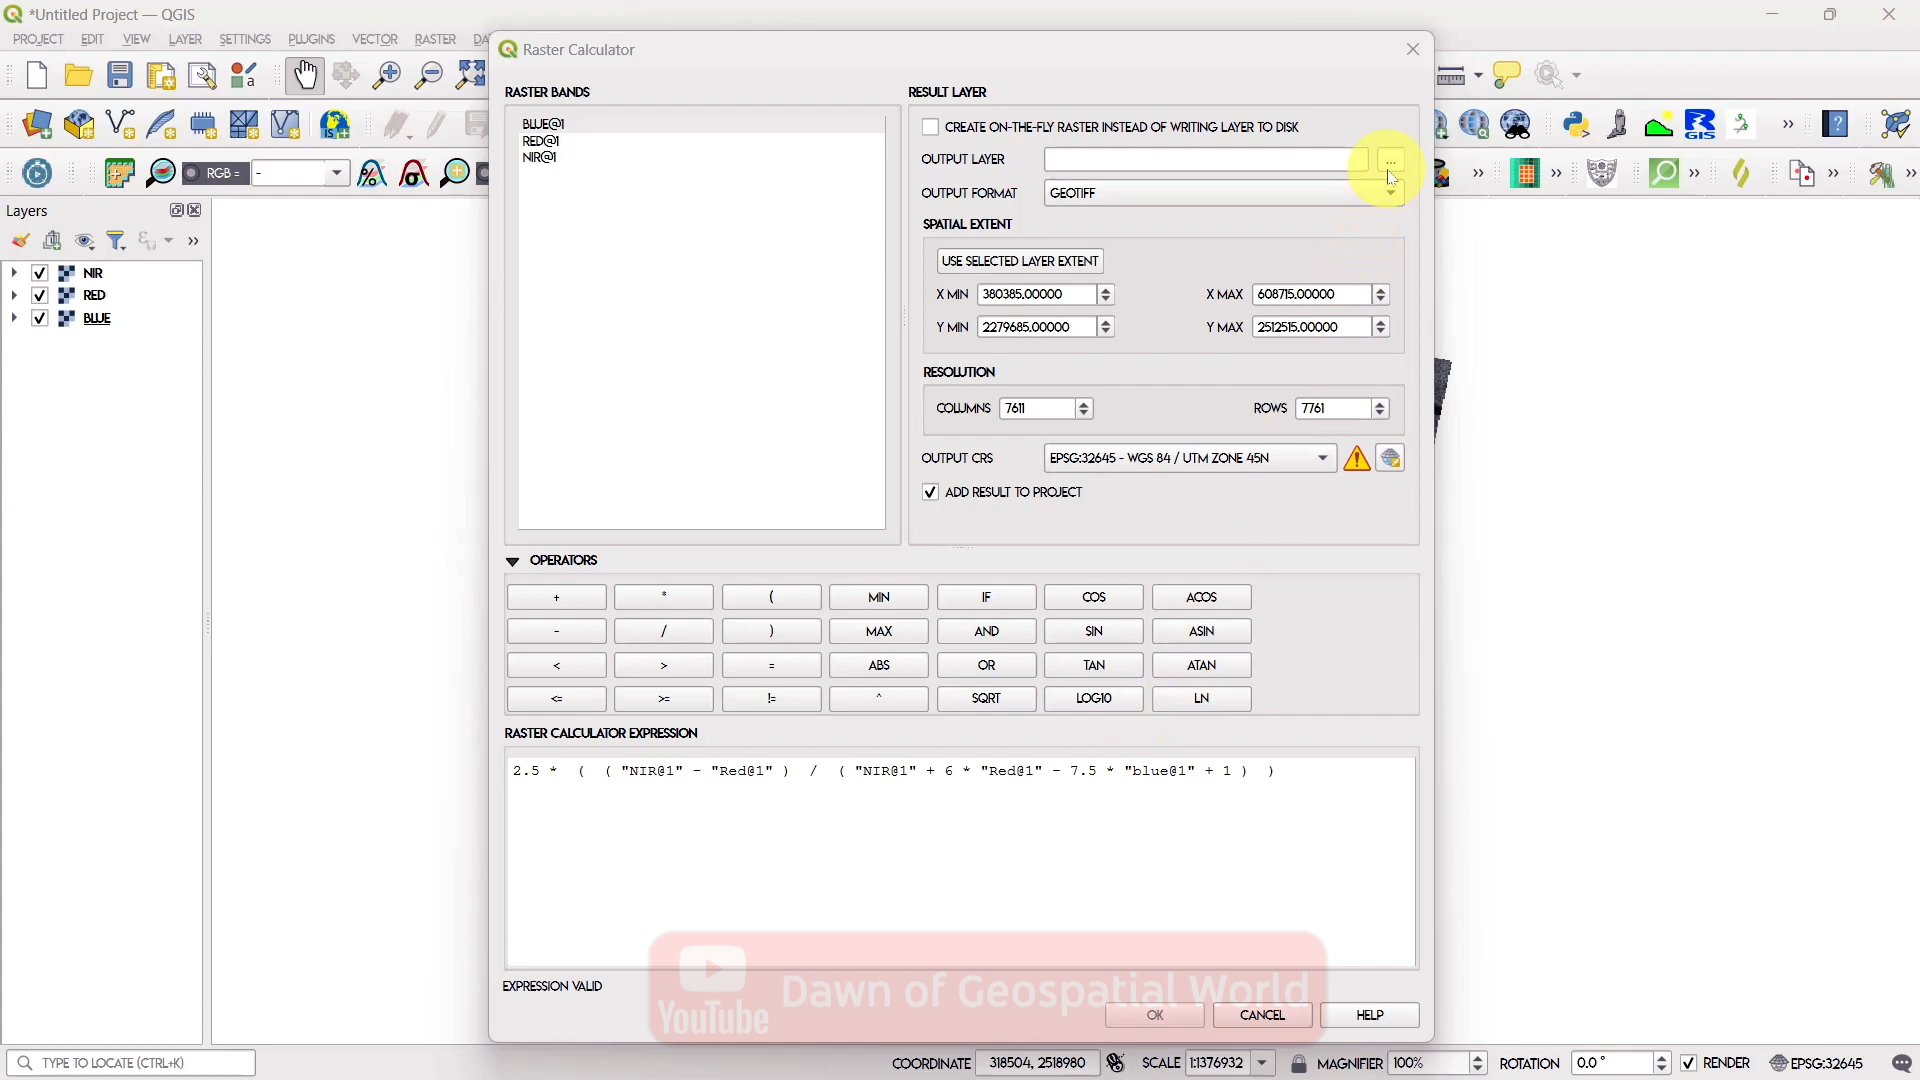 *Untitled Project — QGIS
PROJECT EDIT VIEW LAYER SETTINGS PLUGINS VECTOR RASTER DA
Raster Calculator
RASTER BANDS
BLUE@1
RED@1
NIR@1
RESULT LAYER
CREATE ON-THE-FLY RASTER INSTEAD OF WRITING LAYER TO DISK
OUTPUT LAYER ...
OUTPUT FORMAT GEOTIFF
SPATIAL EXTENT
USE SELECTED LAYER EXTENT
X MIN 380385.00000 X MAX 608715.00000
Y MIN 2279685.00000 Y MAX 2512515.00000
RESOLUTION
COLUMNS 7611 ROWS 7761
OUTPUT CRS EPSG:32645 - WGS 84 / UTM ZONE 45N
ADD RESULT TO PROJECT
RGB = -
Layers
NIR
RED
BLUE
OPERATORS
+ * ( MIN IF COS ACOS
- / ) MAX AND SIN ASIN
< > = ABS OR TAN ATAN
<= >= != ^ SQRT LOG10 LN
RASTER CALCULATOR EXPRESSION
2.5 * ( ( "NIR@1" - "Red@1" ) / ( "NIR@1" + 6 * "Red@1" - 7.5 * "blue@1" + 1 ) )
EXPRESSION VALID
YouTube Dawn of Geospatial World
OK CANCEL HELP
TYPE TO LOCATE (CTRL+K) COORDINATE 318504, 2518980 SCALE 1:1376932 MAGNIFIER 100% ROTATION 0.0 ° RENDER EPSG:32645